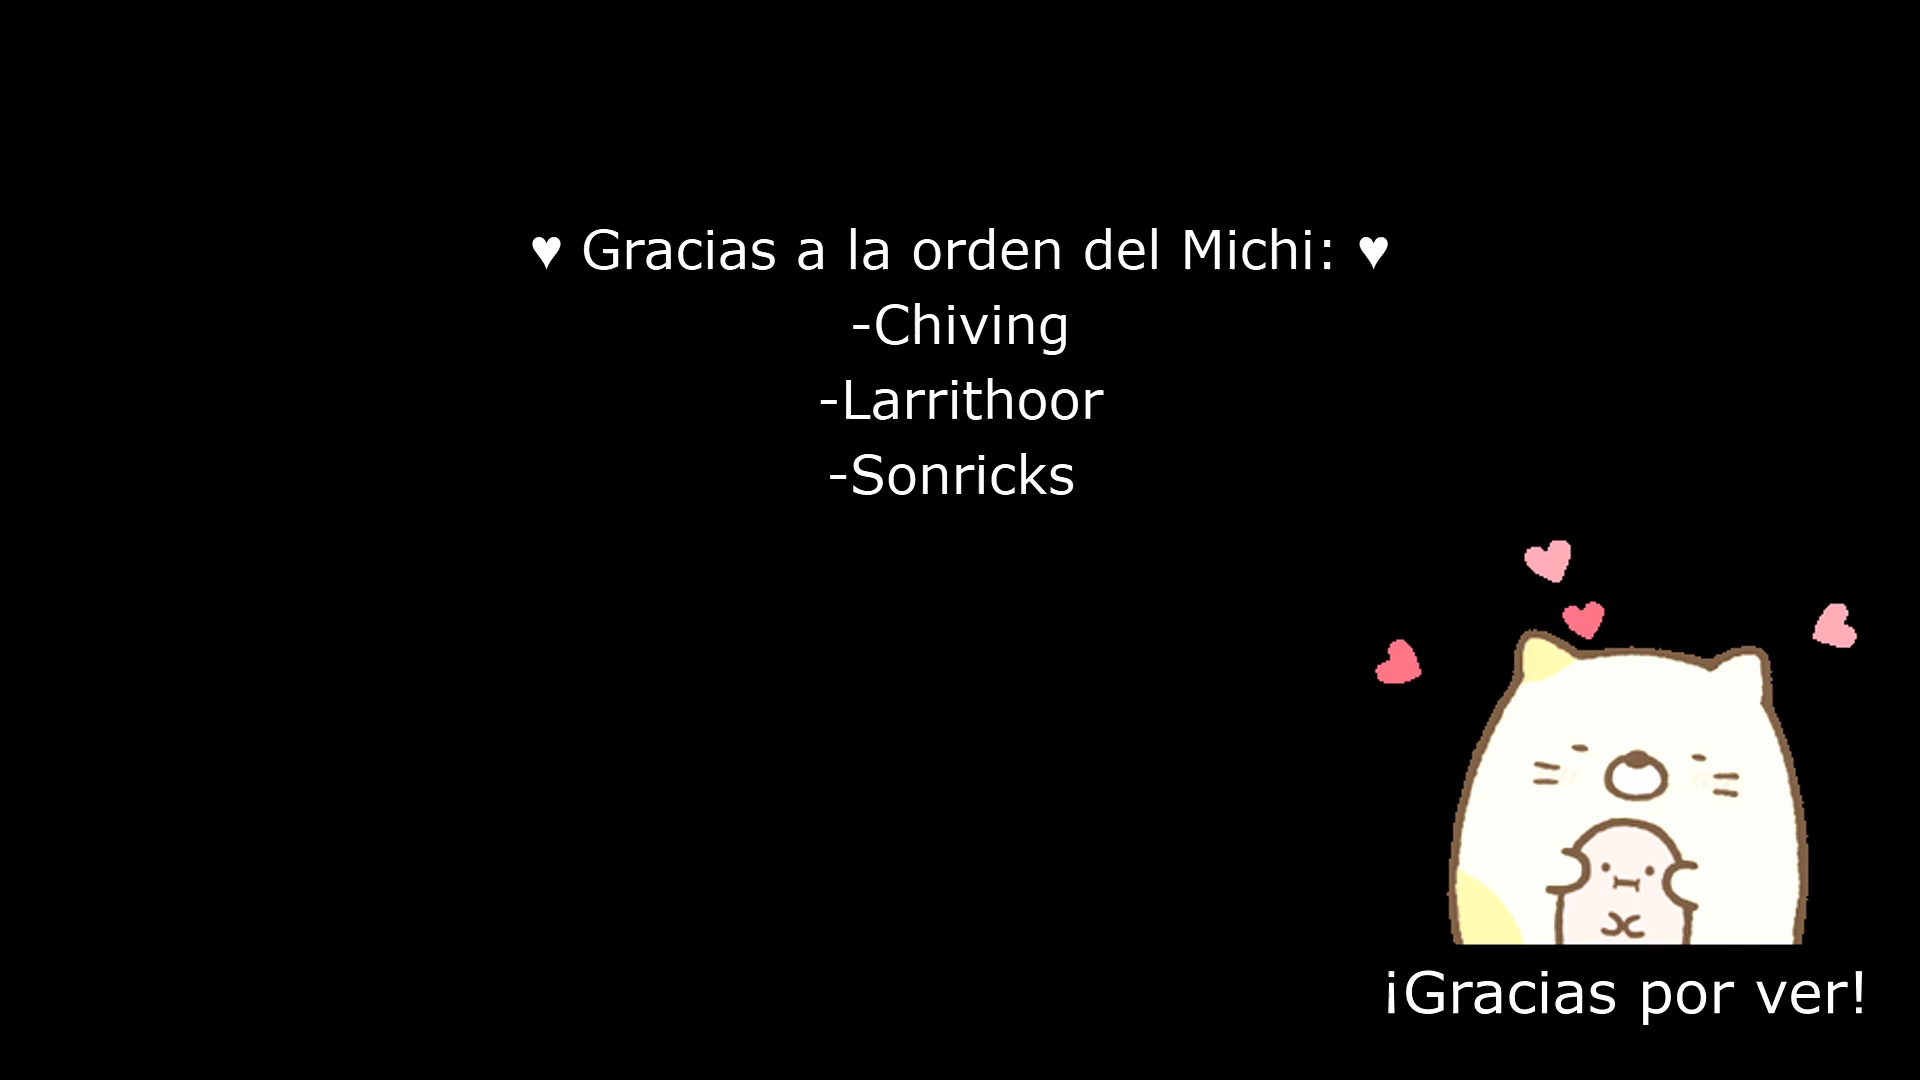 ♥ Gracias a la orden del Michi: ♥
-Chiving
-Larrithoor
-Sonricks
¡Gracias por ver!